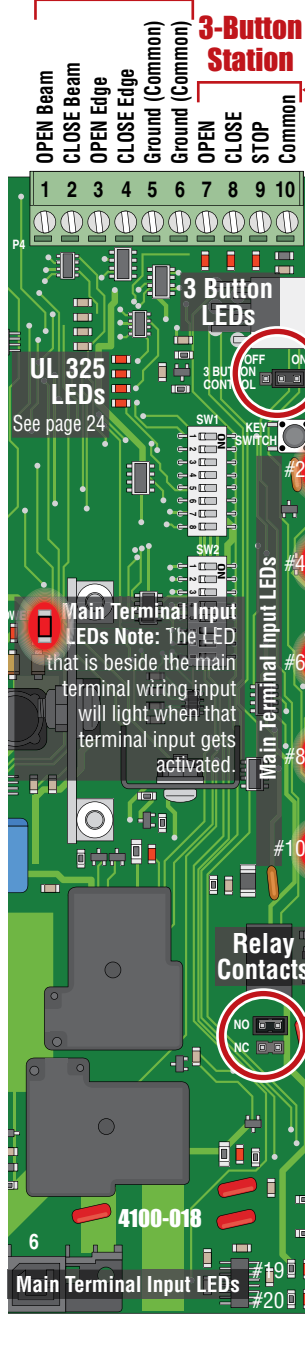 3-Button
Station
OPEN Beam
CLOSE Beam
OPEN Edge
CLOSE Edge
Ground (Common)
Ground (Common)
OPEN
CLOSE
STOP
Common
1 2 3 4 5 6 7 8 9 10
P4
3 Button
LEDs
UL 325
LEDs
See page 24
OFF ON
3 BUTTON
CONTROL
KEY
SWITCH
SW1
ON
1
2
3
4
5
6
7
8
#2
SW2
ON
#4
Main Terminal Input LEDs
Main Terminal Input
LEDs Note: The LED
that is beside the main
terminal wiring input
will light when that
terminal input gets
activated.
#6
#8
#10
Relay
Contacts
NO
NC
4100-018
6
Main Terminal Input LEDs
#19
#20